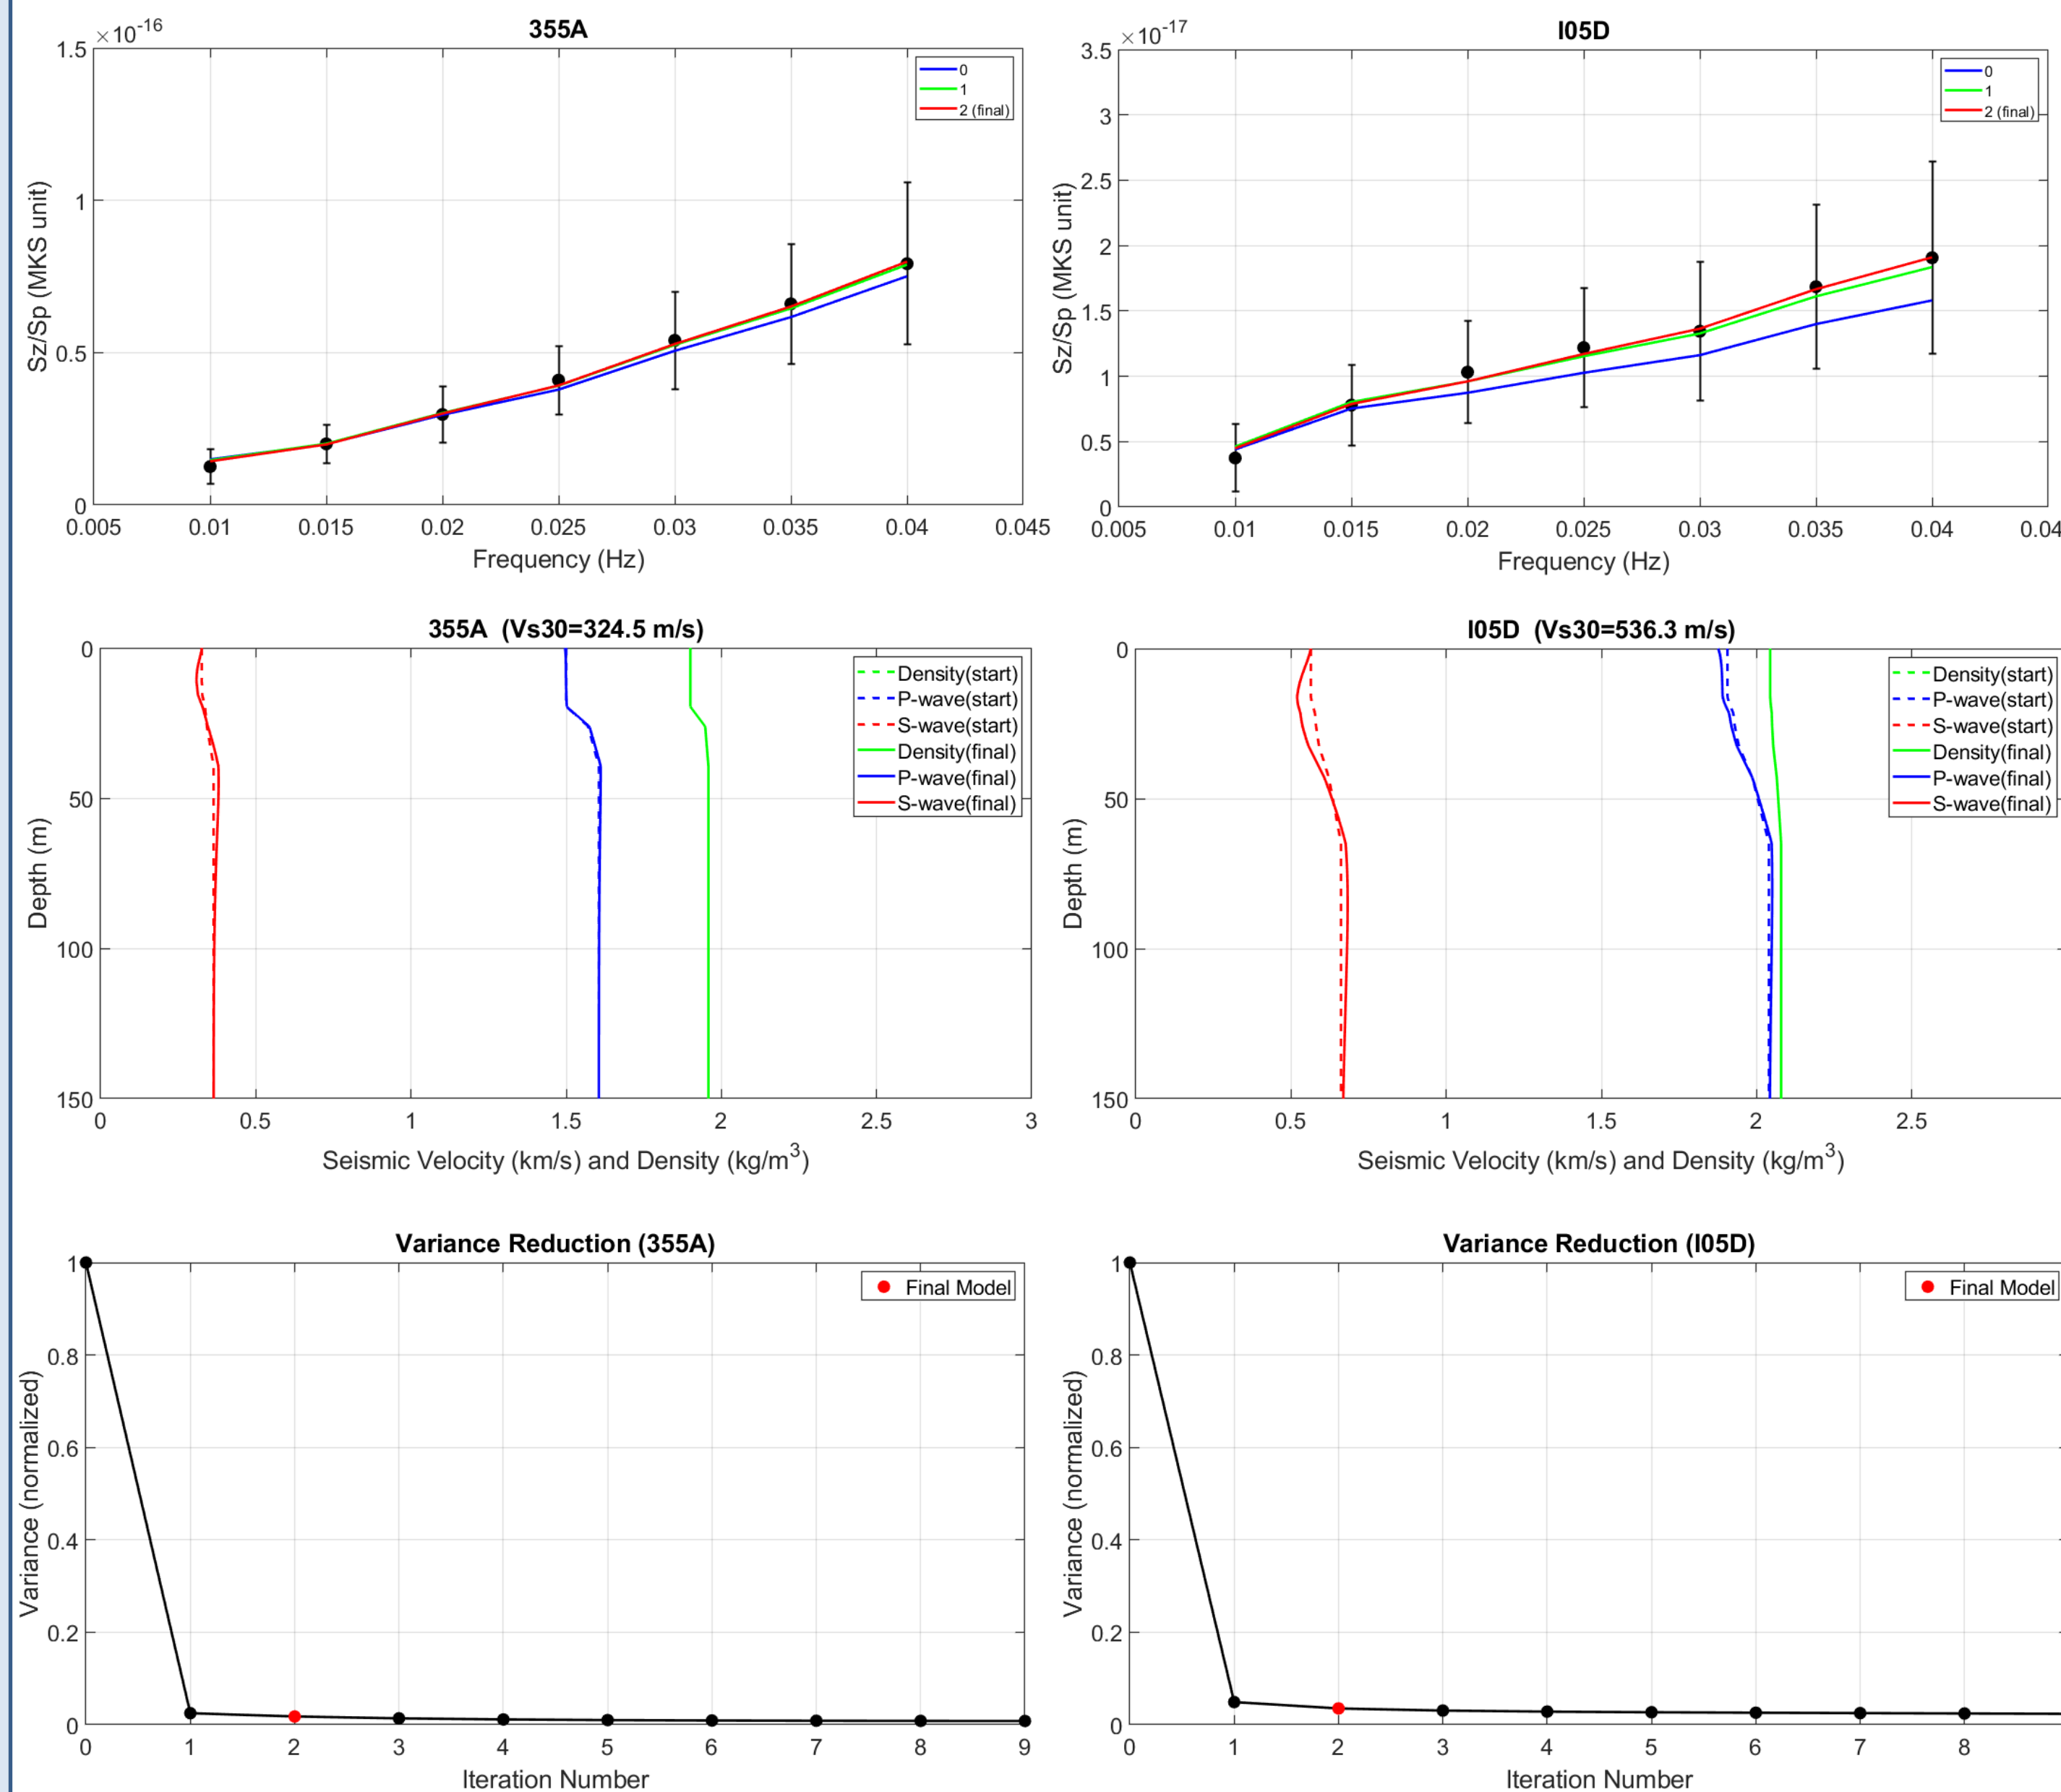 355A
×10-16
1.5
1
0.5
0
0.005 0.01 0.015 0.02 0.025 0.03 0.035 0.04 0.045
Sz/Sp (MKS unit)
Frequency (Hz)
0
1
2 (final)
I05D
×10-17
3.5
3
2.5
2
1.5
1
0.5
0
0.005 0.01 0.015 0.02 0.025 0.03 0.035 0.04 0.04
Sz/Sp (MKS unit)
Frequency (Hz)
0
1
2 (final)
355A (Vs30=324.5 m/s)
0
50
100
150
0 0.5 1 1.5 2 2.5 3
Depth (m)
Seismic Velocity (km/s) and Density (kg/m3)
Density(start)
P-wave(start)
S-wave(start)
Density(final)
P-wave(final)
S-wave(final)
I05D (Vs30=536.3 m/s)
0
50
100
150
0 0.5 1 1.5 2 2.5
Depth (m)
Seismic Velocity (km/s) and Density (kg/m3)
Density(start)
P-wave(start)
S-wave(start)
Density(final)
P-wave(final)
S-wave(final)
Variance Reduction (355A)
1
0.8
0.6
0.4
0.2
0
0 1 2 3 4 5 6 7 8 9
Variance (normalized)
Iteration Number
Final Model
Variance Reduction (I05D)
1
0.8
0.6
0.4
0.2
0
0 1 2 3 4 5 6 7 8
Variance (normalized)
Iteration Number
Final Model